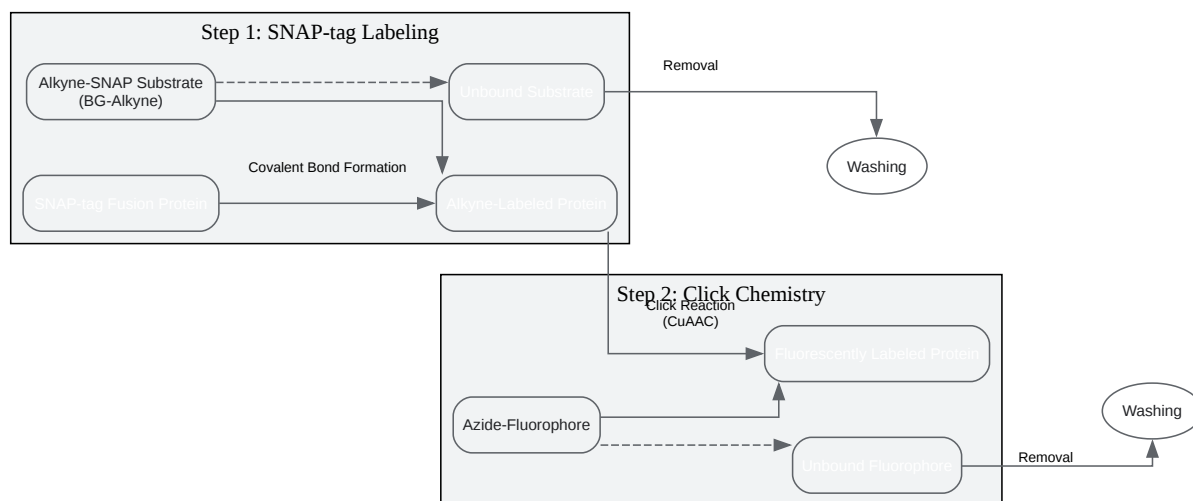 Step 1: SNAP-tag Labeling
Alkyne-SNAP Substrate
(BG-Alkyne)
Unbound Substrate
Removal
Washing
Covalent Bond Formation
SNAP-tag Fusion Protein
Alkyne-Labeled Protein
Step 2: Click Chemistry
Click Reaction
(CuAAC)
Fluorescently Labeled Protein
Azide-Fluorophore
Washing
Unbound Fluorophore
Removal